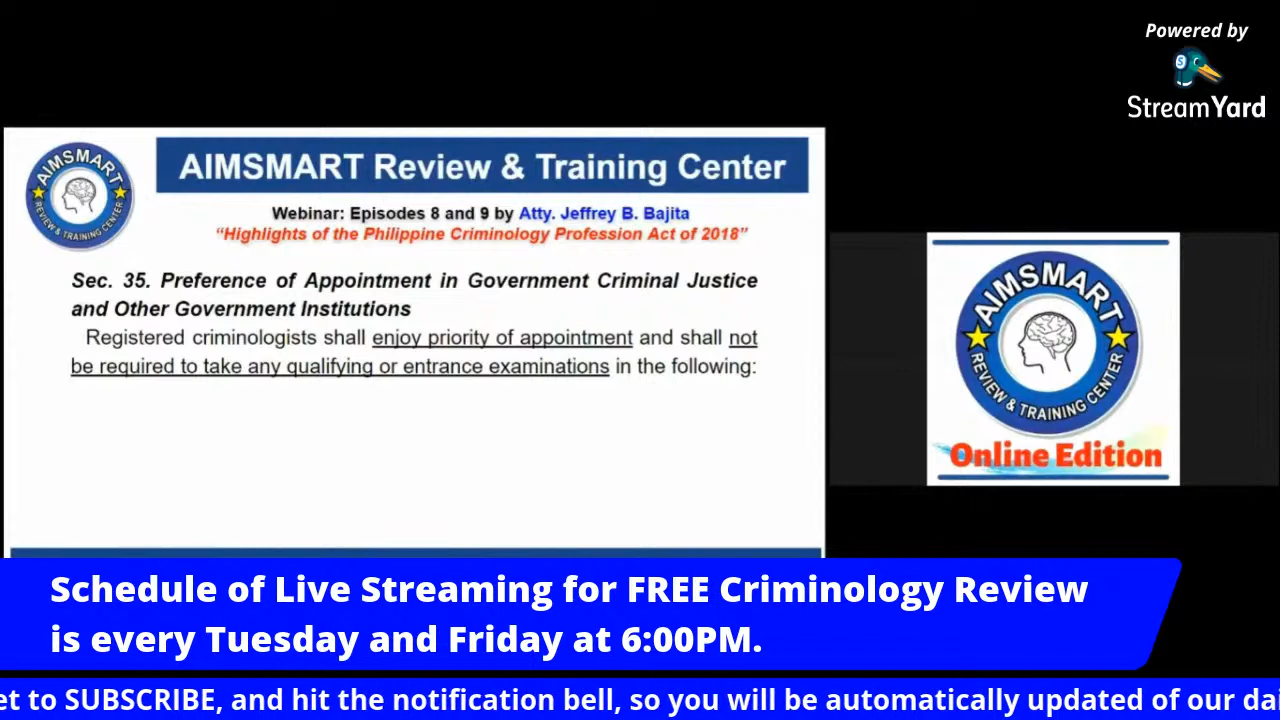 Powered by
StreamYard
AIMSMART
REVIEW & TRAINING CENTER
AIMSMART Review & Training Center
Webinar: Episodes 8 and 9 by Atty. Jeffrey B. Bajita
“Highlights of the Philippine Criminology Profession Act of 2018”
Sec. 35. Preference of Appointment in Government Criminal Justice
and Other Government Institutions
Registered criminologists shall enjoy priority of appointment and shall not
be required to take any qualifying or entrance examinations in the following:
AIMSMART
REVIEW & TRAINING CENTER
Online Edition
Schedule of Live Streaming for FREE Criminology Review
is every Tuesday and Friday at 6:00PM.
et to SUBSCRIBE, and hit the notification bell, so you will be automatically updated of our dai